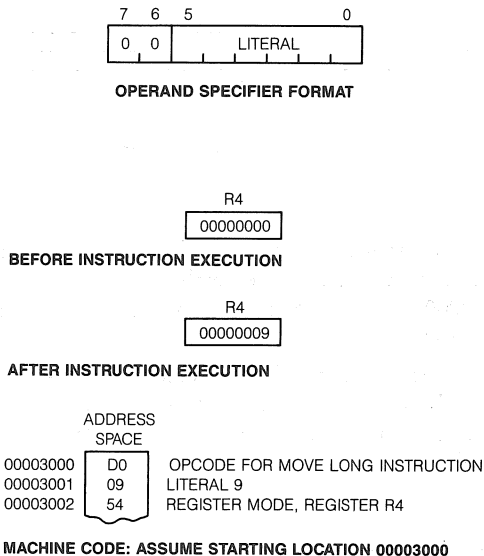 7 6 5 0
0 0 LITERAL
OPERAND SPECIFIER FORMAT
R4
00000000
BEFORE INSTRUCTION EXECUTION
R4
00000009
AFTER INSTRUCTION EXECUTION
ADDRESS
SPACE
00003000 D0 OPCODE FOR MOVE LONG INSTRUCTION
00003001 09 LITERAL 9
00003002 54 REGISTER MODE, REGISTER R4
MACHINE CODE: ASSUME STARTING LOCATION 00003000